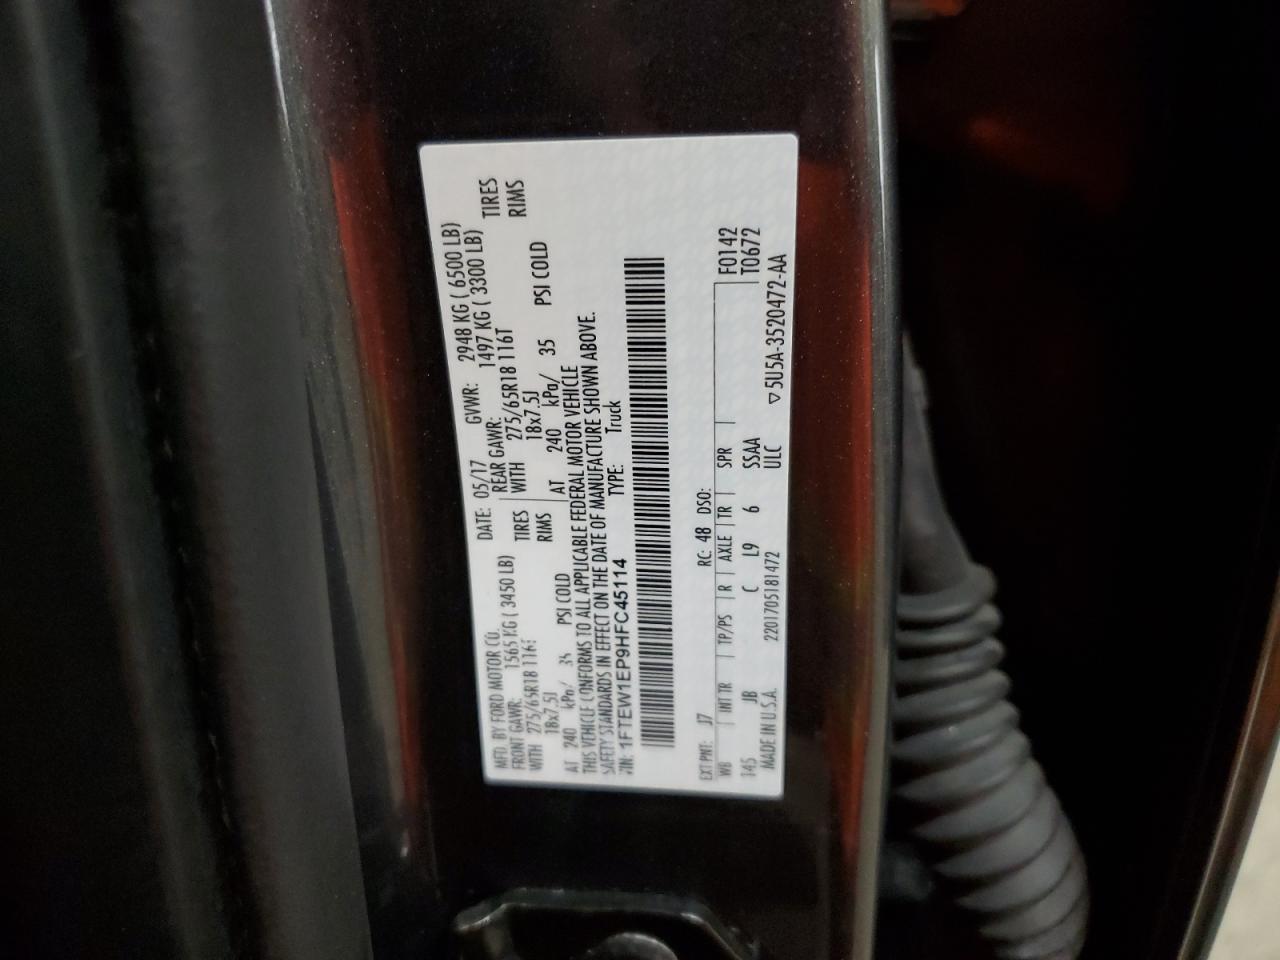 MFD. BY FORD MOTOR CO.
DATE: 05/17 GVWR: 2948 KG ( 6500 LB)
FRONT GAWR: 1565 KG ( 3450 LB) REAR GAWR: 1497 KG ( 3300 LB)
WITH 275/65R18 TIRES WITH 275/65R18 116T TIRES
18x7.5J RIMS 18x7.5J RIMS
AT 240 kPa/ PSI COLD AT 240 kPa/ 35 PSI COLD
THIS VEHICLE CONFORMS TO ALL APPLICABLE FEDERAL MOTOR VEHICLE
SAFETY STANDARDS IN EFFECT ON THE DATE OF MANUFACTURE SHOWN ABOVE.
VIN: 1FTEW1EP9HFC45114 TYPE: Truck
EXT PNT: J7 RC: 48 DSO:
WB INT TR TP/PS R AXLE TR SPR F0142
145 JB C L9 6 SSAA T0672
MADE IN U.S.A. 2201705181472 ULC ▽5U5A-3520472-AA